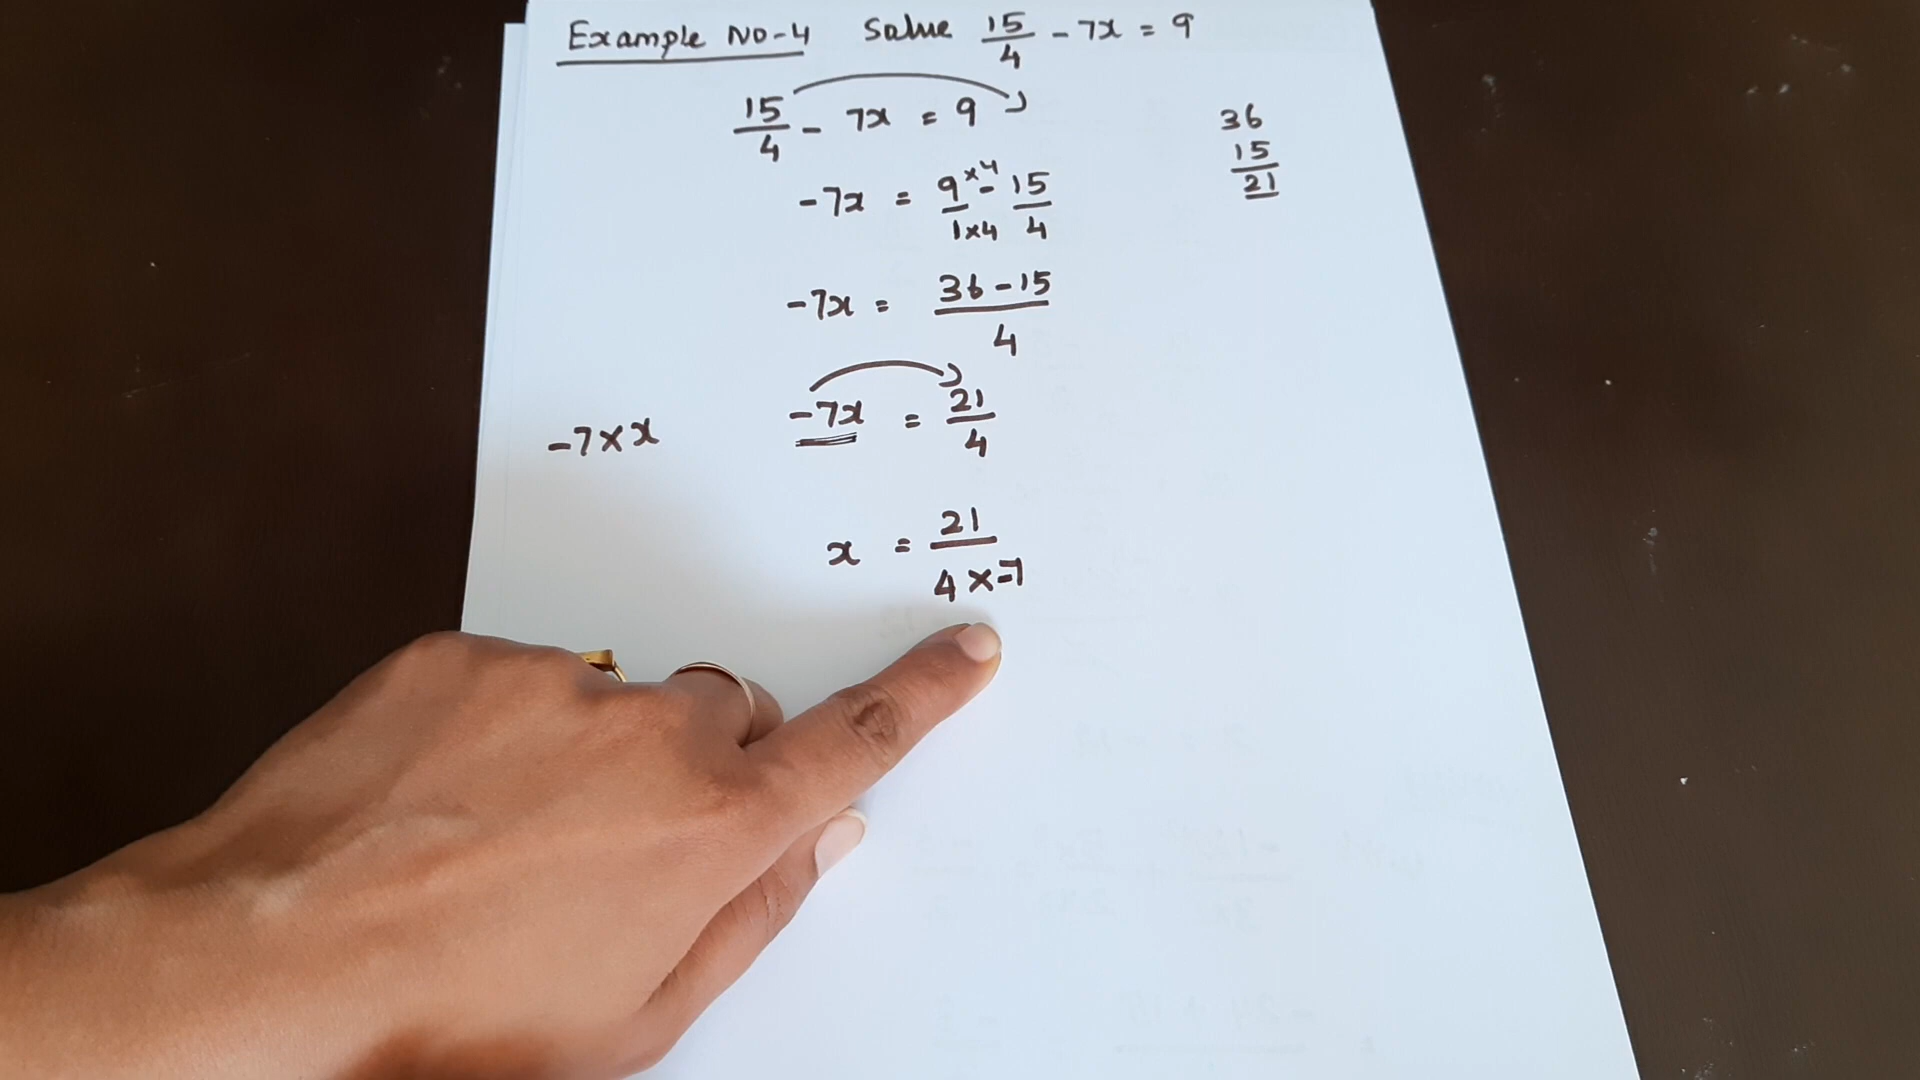 Example NO-4 Solve 15/4 - 7x = 9
15/4 - 7x = 9
36
15
21
-7x = 9×4/1×4 - 15/4
-7x = 36-15/4
-7×x
-7x = 21/4
x = 21/4×-7